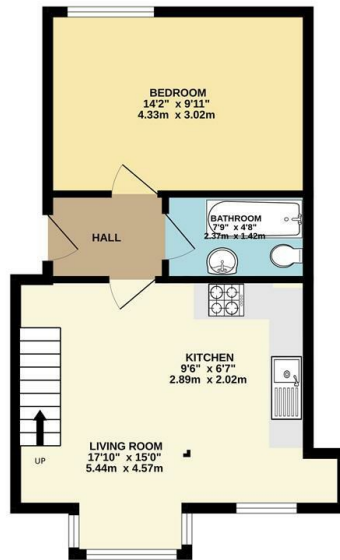 BEDROOM
14'2" x 9'11"
4.33m x 3.02m
BATHROOM
7'9" x 4'8"
2.37m x 1.42m
HALL
KITCHEN
9'6" x 6'7"
2.89m x 2.02m
LIVING ROOM
17'10" x 15'0"
5.44m x 4.57m
UP